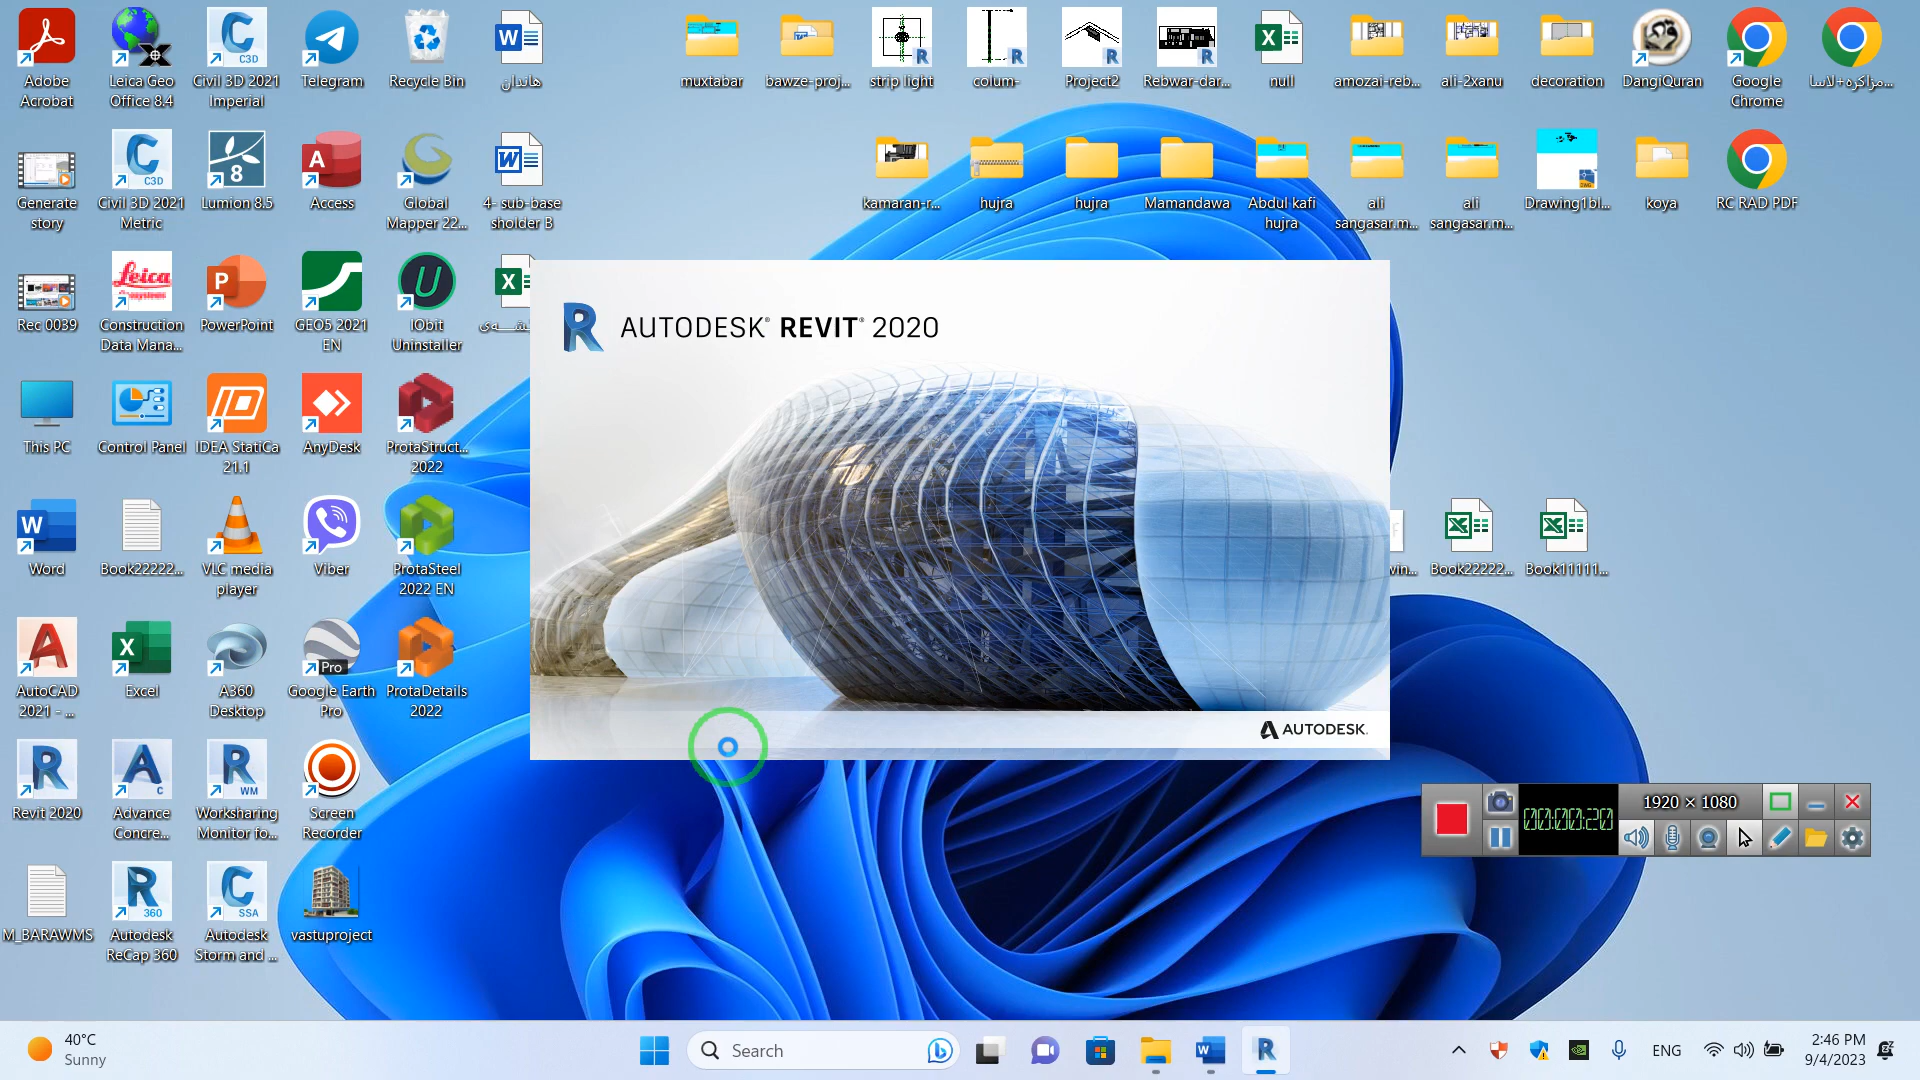 Adobe
Acrobat
Leica Geo
Office 8.4
Civil 3D 2021
Imperial
Telegram
Recycle Bin
هاندان
muxtabar
bawze-proj...
strip light
colum-
Project2
Rebwar-dar...
null
amozai-reb...
ali-2xanu
decoration
DangiQuran
Google
Chrome
مزاکره+لاسا...
Generate
story
Civil 3D 2021
Metric
Lumion 8.5
Access
Global
Mapper 22...
4- sub-base
sholder B
kamaran-r...
hujra
hujra
Mamandawa
Abdul kafi
hujra
ali
sangasar.m...
ali
sangasar.m...
Drawing1bl...
koya
RC RAD PDF
Rec 0039
Construction
Data Mana...
PowerPoint
GEO5 2021
EN
IObit
Uninstaller
AUTODESK® REVIT® 2020
This PC
Control Panel
IDEA StatiCa
21.1
AnyDesk
ProtaStruct...
2022
Word
Book22222...
VLC media
player
Viber
ProtaSteel
2022 EN
win...
Book22222...
Book11111...
AutoCAD
2021 - ...
Excel
A360
Desktop
Google Earth
Pro
ProtaDetails
2022
AUTODESK.
Revit 2020
Advance
Concre...
Worksharing
Monitor fo...
Screen
Recorder
00:00:20
1920 × 1080
M_BARAWMS
Autodesk
ReCap 360
Autodesk
Storm and ...
vastuproject
40°C
Sunny
Search
ENG
2:46 PM
9/4/2023